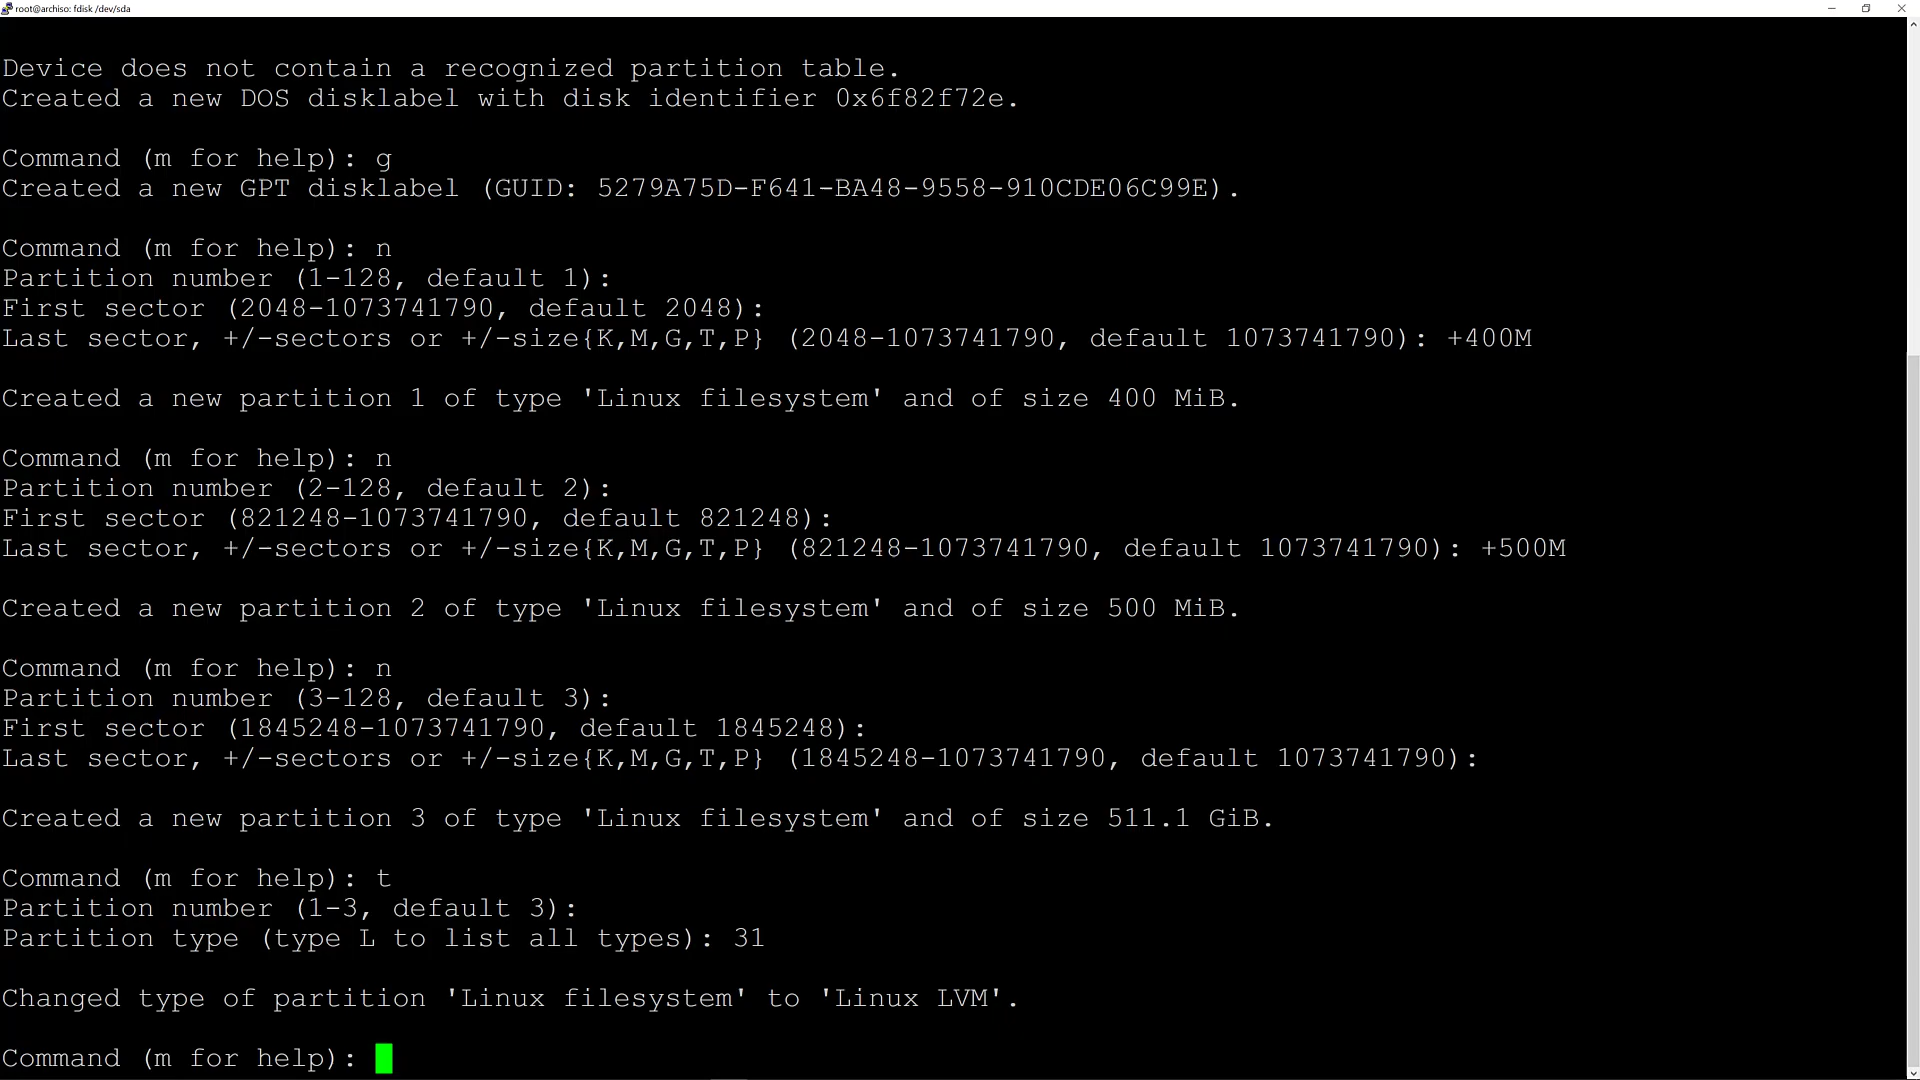 root@archiso: fdisk /dev/sda
Device does not contain a recognized partition table.
Created a new DOS disklabel with disk identifier 0x6f82f72e.
Command (m for help): g
Created a new GPT disklabel (GUID: 5279A75D-F641-BA48-9558-910CDE06C99E).
Command (m for help): n
Partition number (1-128, default 1):
First sector (2048-1073741790, default 2048):
Last sector, +/-sectors or +/-size{K,M,G,T,P} (2048-1073741790, default 1073741790): +400M
Created a new partition 1 of type 'Linux filesystem' and of size 400 MiB.
Command (m for help): n
Partition number (2-128, default 2):
First sector (821248-1073741790, default 821248):
Last sector, +/-sectors or +/-size{K,M,G,T,P} (821248-1073741790, default 1073741790): +500M
Created a new partition 2 of type 'Linux filesystem' and of size 500 MiB.
Command (m for help): n
Partition number (3-128, default 3):
First sector (1845248-1073741790, default 1845248):
Last sector, +/-sectors or +/-size{K,M,G,T,P} (1845248-1073741790, default 1073741790):
Created a new partition 3 of type 'Linux filesystem' and of size 511.1 GiB.
Command (m for help): t
Partition number (1-3, default 3):
Partition type (type L to list all types): 31
Changed type of partition 'Linux filesystem' to 'Linux LVM'.
Command (m for help):